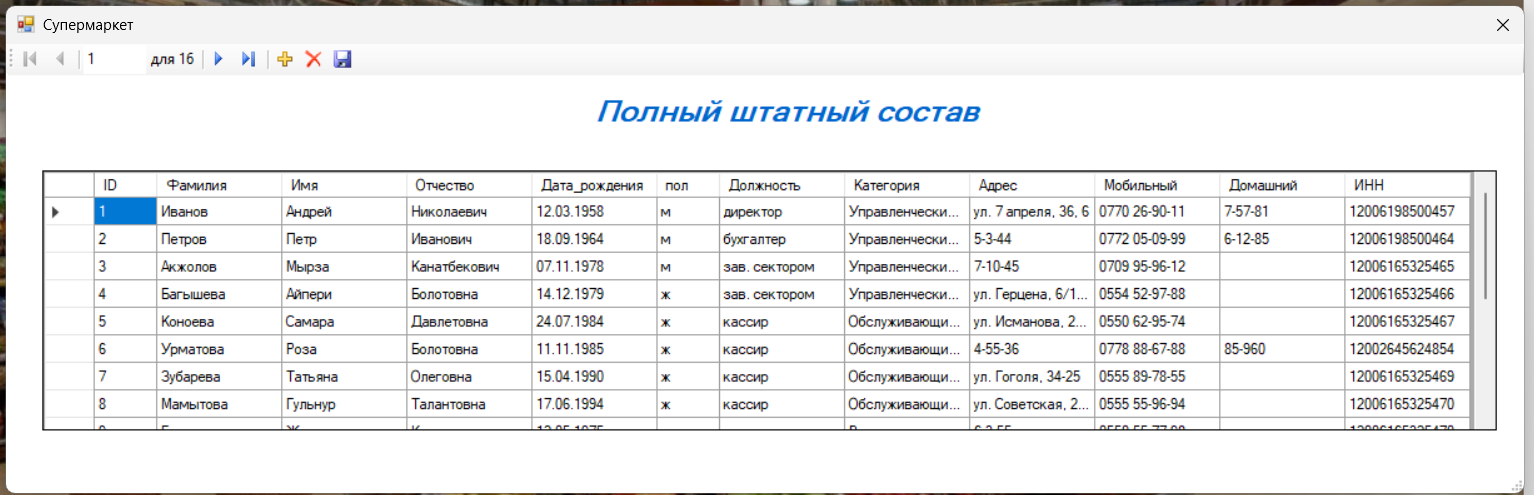 Супермаркет
1 для 16
Полный штатный состав
ID Фамилия Имя Отчество Дата_рождения пол Должность Категория Адрес Мобильный Домашний ИНН
1 Иванов Андрей Николаевич 12.03.1958 м директор Управленчески... ул. 7 апреля, 36, 6 0770 26-90-11 7-57-81 12006198500457
2 Петров Петр Иванович 18.09.1964 м бухгалтер Управленчески... 5-3-44 0772 05-09-99 6-12-85 12006198500464
3 Акжолов Мырза Канатбекович 07.11.1978 м зав. сектором Управленчески... 7-10-45 0709 95-96-12 12006165325465
4 Багышева Айпери Болотовна 14.12.1979 ж зав. сектором Управленчески... ул. Герцена, 6/1... 0554 52-97-88 12006165325466
5 Коноева Самара Давлетовна 24.07.1984 ж кассир Обслуживающи... ул. Исманова, 2... 0550 62-95-74 12006165325467
6 Урматова Роза Болотовна 11.11.1985 ж кассир Обслуживающи... 4-55-36 0778 88-67-88 85-960 12002645624854
7 Зубарева Татьяна Олеговна 15.04.1990 ж кассир Обслуживающи... ул. Гоголя, 34-25 0555 89-78-55 12006165325469
8 Мамытова Гульнур Талантовна 17.06.1994 ж кассир Обслуживающи... ул. Советская, 2... 0555 55-96-94 12006165325470